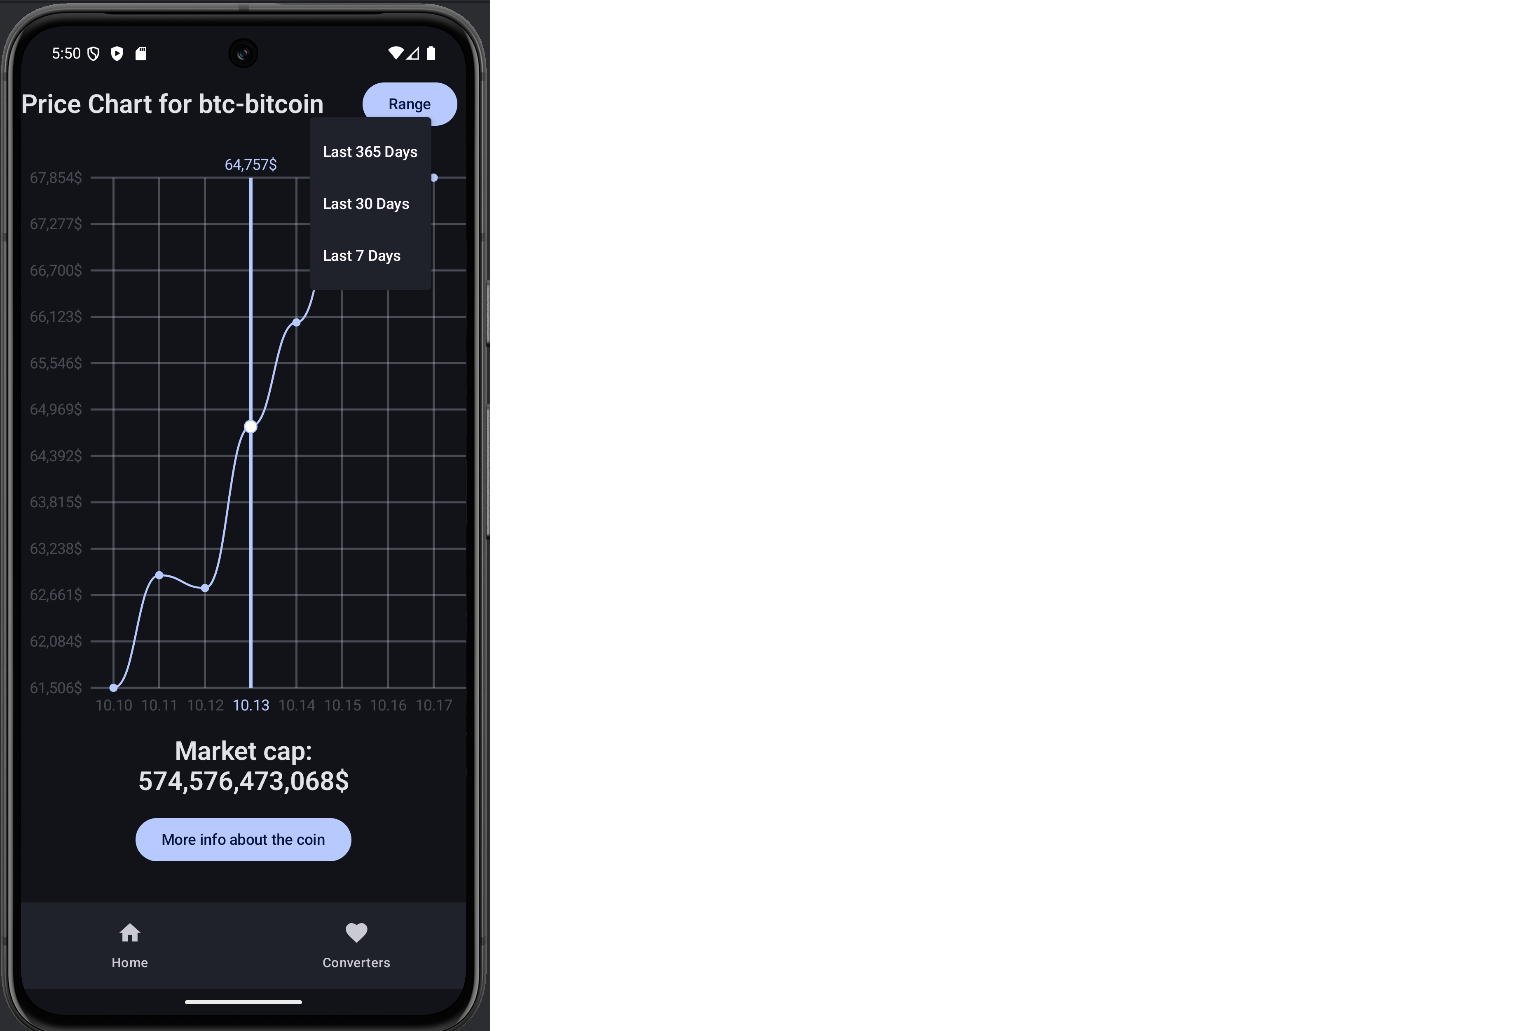 5:50
Price Chart for btc-bitcoin
Range
Last 365 Days
Last 30 Days
Last 7 Days
64,757$
67,854$
67,277$
66,700$
66,123$
65,546$
64,969$
64,392$
63,815$
63,238$
62,661$
62,084$
61,506$
10.10 10.11 10.12 10.13 10.14 10.15 10.16 10.17
Market cap:
574,576,473,068$
More info about the coin
Home
Converters